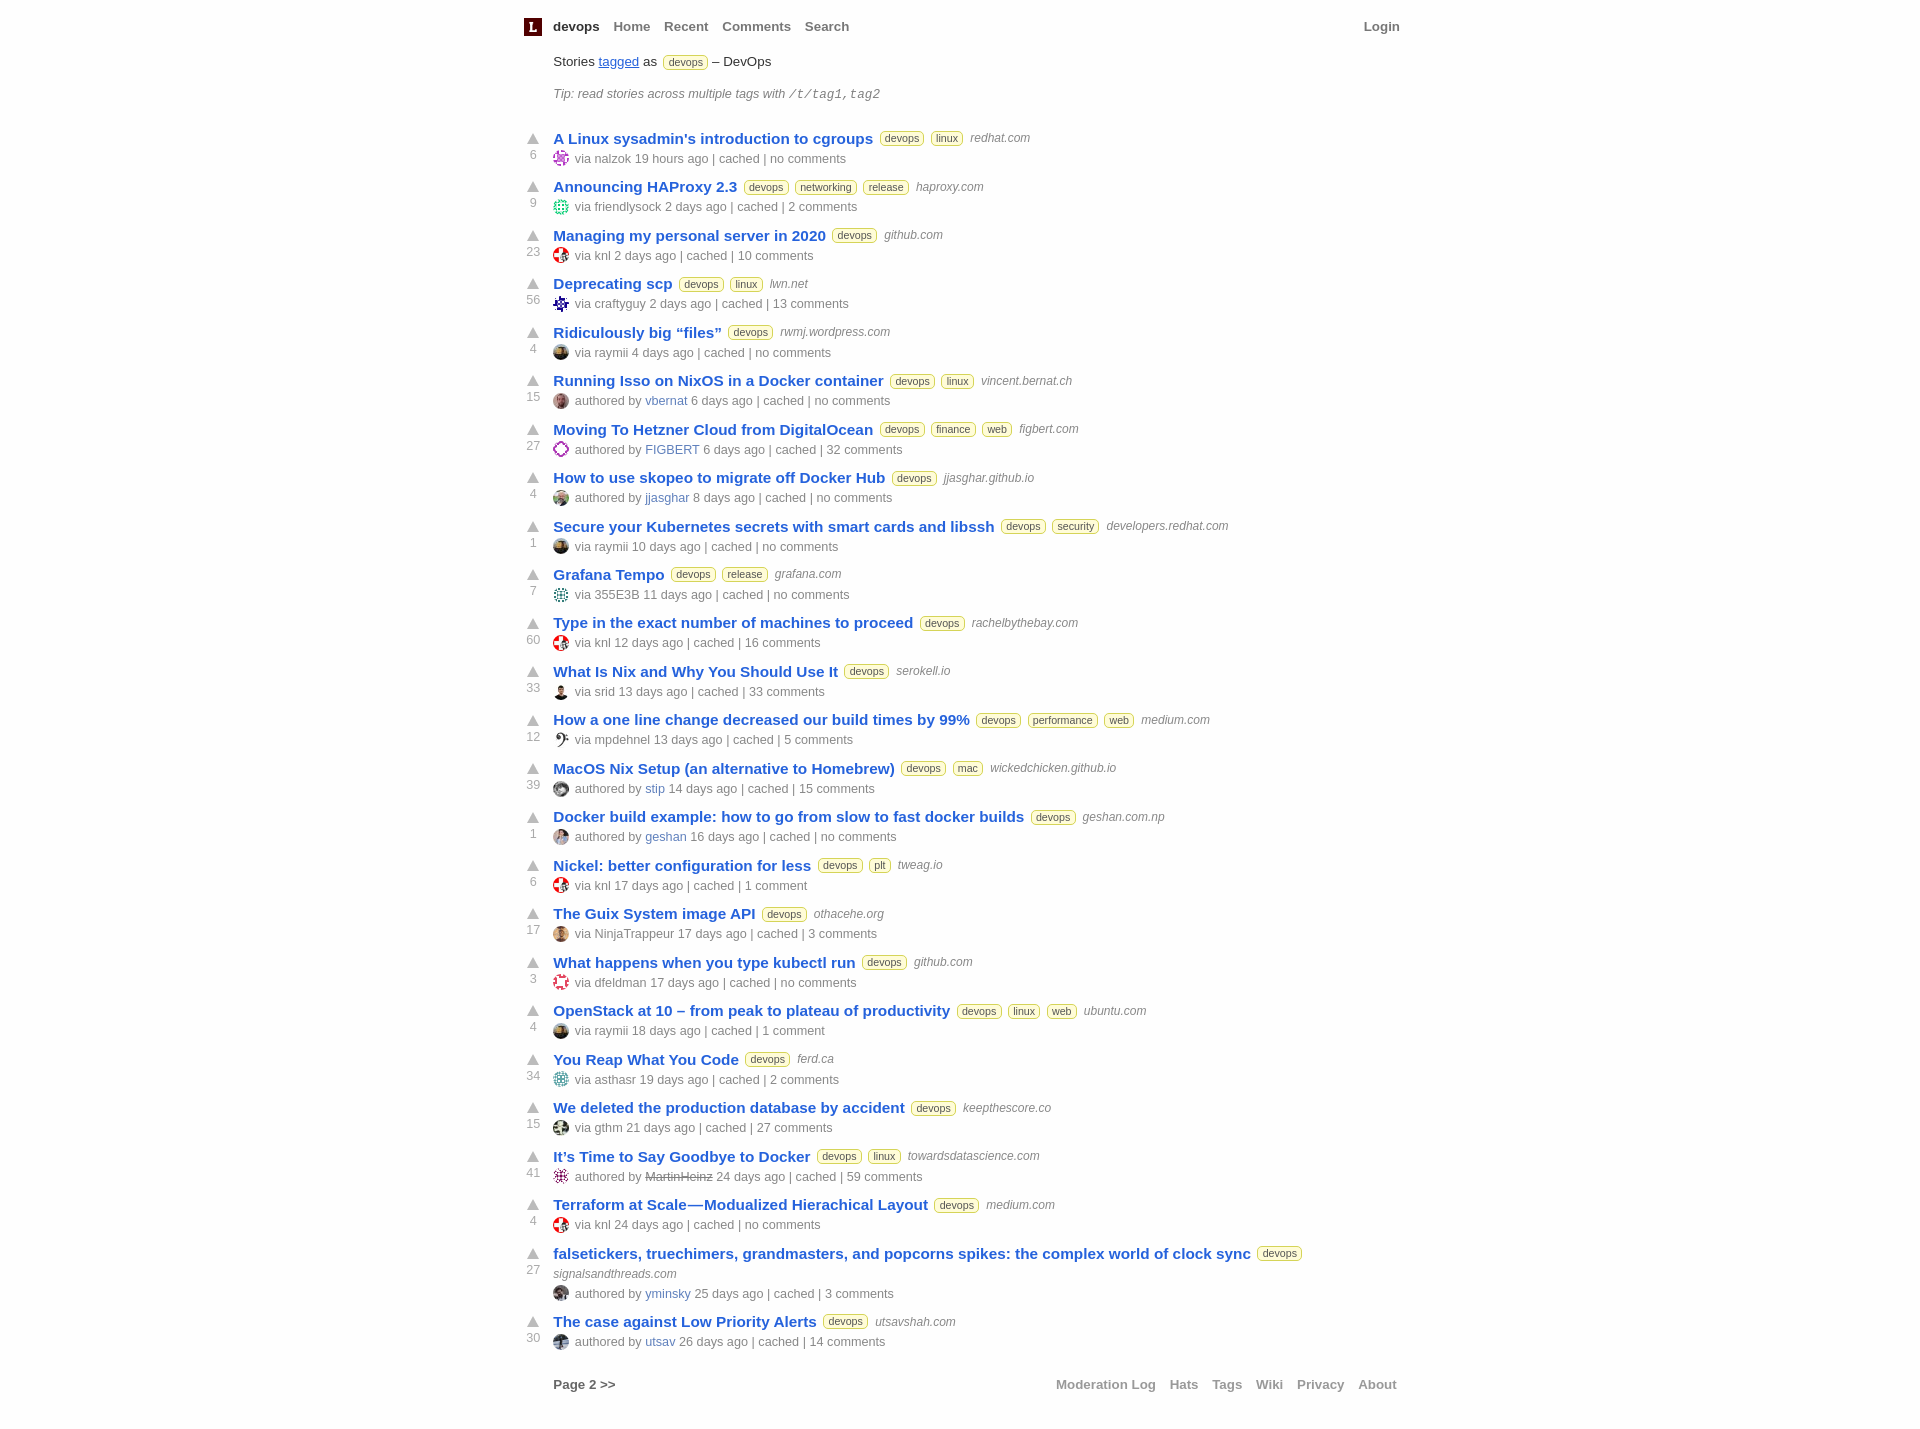 L devops Home Recent Comments Search Login
Stories tagged as devops – DevOps
Tip: read stories across multiple tags with /t/tag1,tag2
A Linux sysadmin's introduction to cgroups devops linux redhat.com
6 via nalzok 19 hours ago | cached | no comments
Announcing HAProxy 2.3 devops networking release haproxy.com
9 via friendlysock 2 days ago | cached | 2 comments
Managing my personal server in 2020 devops github.com
23 via knl 2 days ago | cached | 10 comments
Deprecating scp devops linux lwn.net
56 via craftyguy 2 days ago | cached | 13 comments
Ridiculously big “files” devops rwmj.wordpress.com
4 via raymii 4 days ago | cached | no comments
Running Isso on NixOS in a Docker container devops linux vincent.bernat.ch
15 authored by vbernat 6 days ago | cached | no comments
Moving To Hetzner Cloud from DigitalOcean devops finance web figbert.com
27 authored by FIGBERT 6 days ago | cached | 32 comments
How to use skopeo to migrate off Docker Hub devops jjasghar.github.io
4 authored by jjasghar 8 days ago | cached | no comments
Secure your Kubernetes secrets with smart cards and libssh devops security developers.redhat.com
1 via raymii 10 days ago | cached | no comments
Grafana Tempo devops release grafana.com
7 via 355E3B 11 days ago | cached | no comments
Type in the exact number of machines to proceed devops rachelbythebay.com
60 via knl 12 days ago | cached | 16 comments
What Is Nix and Why You Should Use It devops serokell.io
33 via srid 13 days ago | cached | 33 comments
How a one line change decreased our build times by 99% devops performance web medium.com
12 via mpdehnel 13 days ago | cached | 5 comments
MacOS Nix Setup (an alternative to Homebrew) devops mac wickedchicken.github.io
39 authored by stip 14 days ago | cached | 15 comments
Docker build example: how to go from slow to fast docker builds devops geshan.com.np
1 authored by geshan 16 days ago | cached | no comments
Nickel: better configuration for less devops plt tweag.io
6 via knl 17 days ago | cached | 1 comment
The Guix System image API devops othacehe.org
17 via NinjaTrappeur 17 days ago | cached | 3 comments
What happens when you type kubectl run devops github.com
3 via dfeldman 17 days ago | cached | no comments
OpenStack at 10 – from peak to plateau of productivity devops linux web ubuntu.com
4 via raymii 18 days ago | cached | 1 comment
You Reap What You Code devops ferd.ca
34 via asthasr 19 days ago | cached | 2 comments
We deleted the production database by accident devops keepthescore.co
15 via gthm 21 days ago | cached | 27 comments
It’s Time to Say Goodbye to Docker devops linux towardsdatascience.com
41 authored by MartinHeinz 24 days ago | cached | 59 comments
Terraform at Scale — Modualized Hierachical Layout devops medium.com
4 via knl 24 days ago | cached | no comments
falsetickers, truechimers, grandmasters, and popcorns spikes: the complex world of clock sync devops
signalsandthreads.com
27 authored by yminsky 25 days ago | cached | 3 comments
The case against Low Priority Alerts devops utsavshah.com
30 authored by utsav 26 days ago | cached | 14 comments
Page 2 >> Moderation Log Hats Tags Wiki Privacy About